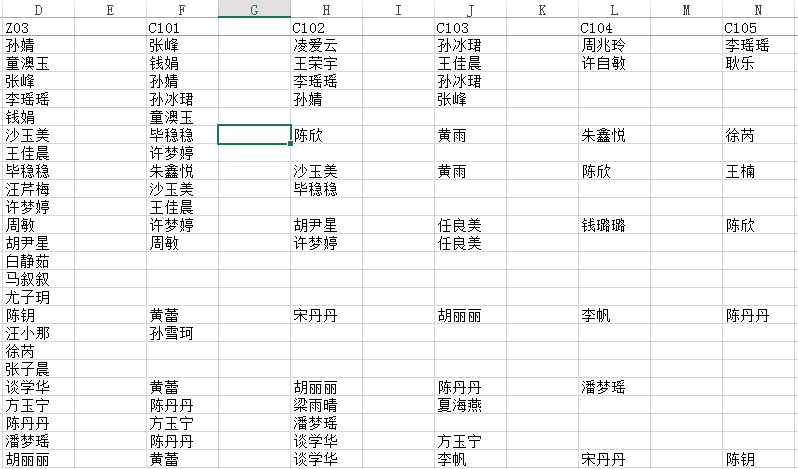 D E F G H I J K L M N
Z03 C101 C102 C103 C104 C105
孙婧 张峰 凌爱云 孙冰珺 周兆玲 李瑶瑶
童澳玉 钱娟 王荣宇 王佳晨 许自敏 耿乐
张峰 孙婧 李瑶瑶 孙冰珺
李瑶瑶 孙冰珺 孙婧 张峰
钱娟 童澳玉
沙玉美 毕稳稳 陈欣 黄雨 朱鑫悦 徐芮
王佳晨 许梦婷
毕稳稳 朱鑫悦 沙玉美 黄雨 陈欣 王楠
汪芹梅 沙玉美 毕稳稳
许梦婷 王佳晨
周敏 许梦婷 胡尹星 任良美 钱璐璐 陈欣
胡尹星 周敏 许梦婷 任良美
白静茹
马叙叙
尤子玥
陈钥 黄蕾 宋丹丹 胡丽丽 李帆 陈丹丹
汪小那 孙雪珂
徐芮
张子晨
谈学华 黄蕾 胡丽丽 陈丹丹 潘梦瑶
方玉宁 陈丹丹 梁雨晴 夏海燕
陈丹丹 方玉宁 潘梦瑶
潘梦瑶 陈丹丹 谈学华 方玉宁
胡丽丽 黄蕾 谈学华 李帆 宋丹丹 陈钥